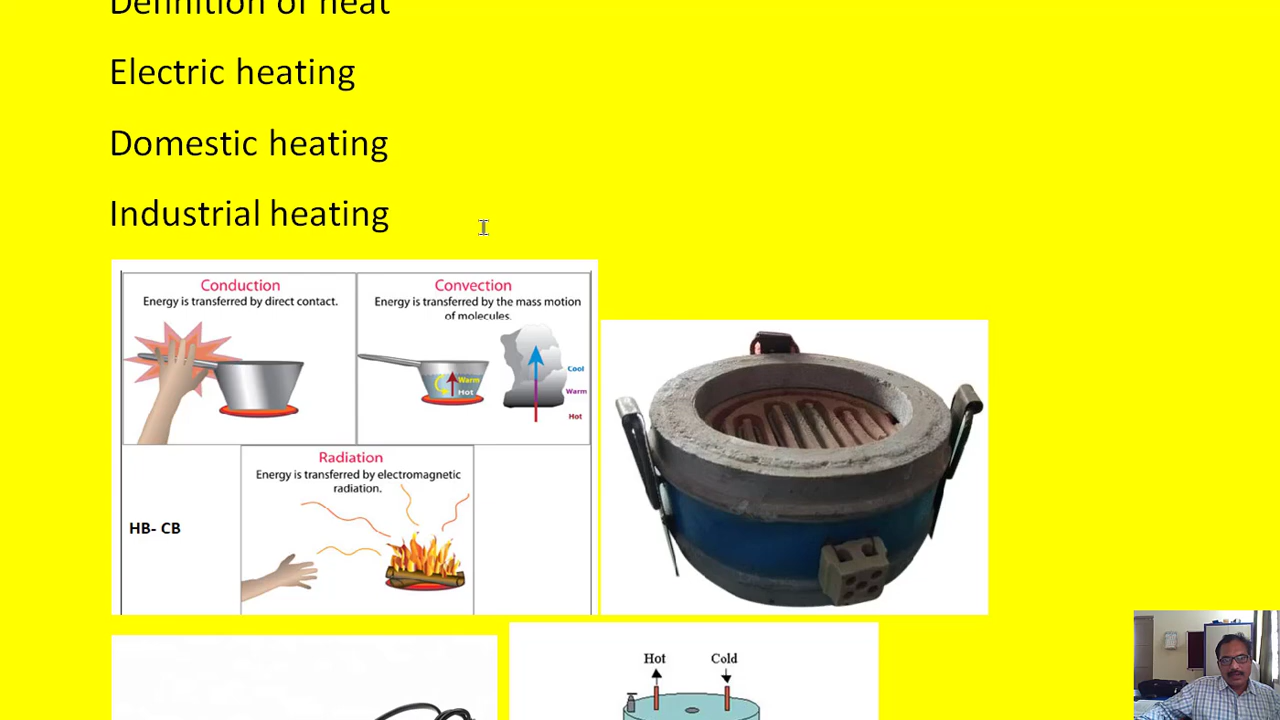 Definition of heat
Electric heating
Domestic heating
Industrial heating
Conduction
Energy is transferred by direct contact.
Convection
Energy is transferred by the mass motion
of molecules.
Warm
Hot
Cool
Warm
Hot
Radiation
Energy is transferred by electromagnetic
radiation.
HB- CB
Hot
Cold